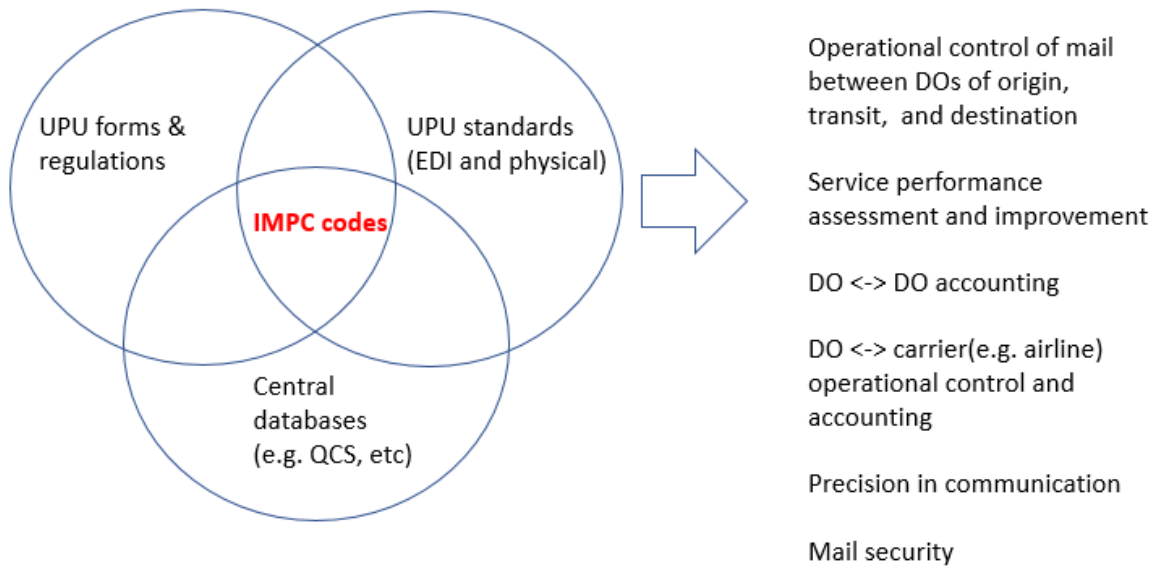 UPU forms &
regulations
UPU standards
(EDI and physical)
IMPC codes
Central
databases
(e.g. QCS, etc)
Operational control of mail
between DOs of origin,
transit,  and destination
Service performance
assessment and improvement
DO <-> DO accounting
DO <-> carrier(e.g. airline)
operational control and
accounting
Precision in communication
Mail security